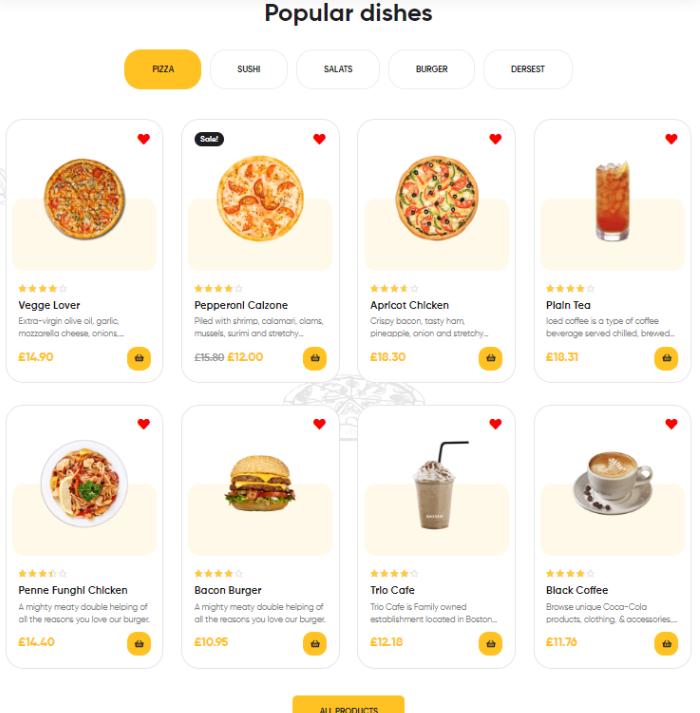 Popular dishes
PIZZA
SUSHI
SALATS
BURGER
DERSEST
Vegge Lover
Extra-virgin olive oil, garlic,
mozzarella cheese, onions,...
£14.90
Sale!
Pepperoni Calzone
Piled with shrimp, calamari, clams,
mussels, surimi and stretchy...
£15.80 £12.00
Apricot Chicken
Crispy bacon, tasty ham,
pineapple, onion and stretchy...
£18.30
Plain Tea
Iced coffee is a type of coffee
beverage served chilled, brewed...
£18.31
Penne Funghi Chicken
A mighty meaty double helping of
all the reasons you love our burger.
£14.40
Bacon Burger
A mighty meaty double helping of
all the reasons you love our burger.
£10.95
Trio Cafe
Trio Cafe is Family owned
establishment located in Boston...
£12.18
Black Coffee
Browse unique Coca-Cola
products, clothing, & accessories,...
£11.76
ALL PRODUCTS